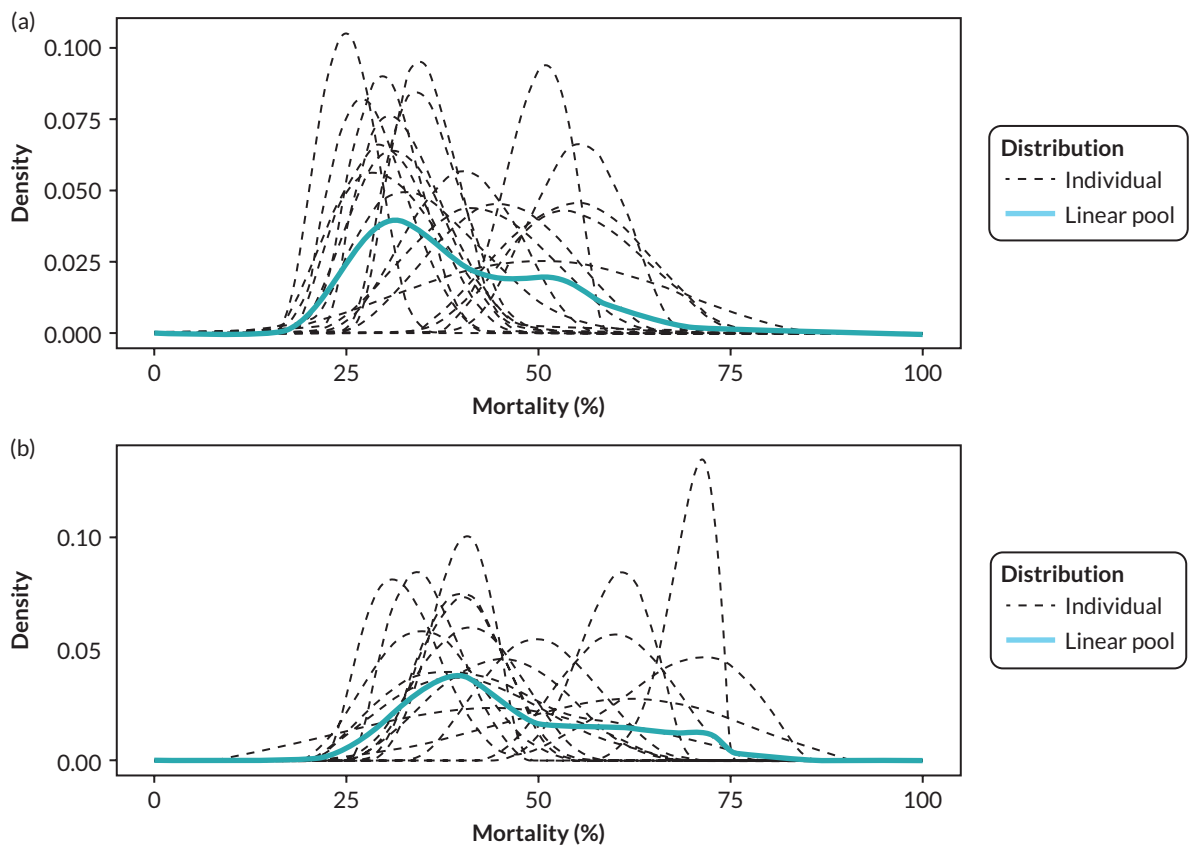 (a)
0.100
0.075
0.050
0.025
0.000
Density
0 25 50 75 100
Mortality (%)
Distribution
Individual
Linear pool
(b)
0.10
0.05
0.00
Density
0 25 50 75 100
Mortality (%)
Distribution
Individual
Linear pool